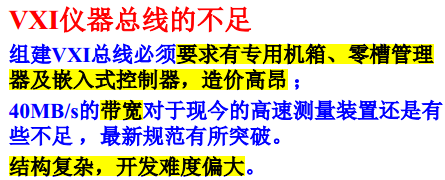 VXI仪器总线的不足
组建VXI总线必须要求有专用机箱、零槽管理
器及嵌入式控制器，造价高昂 ；
40MB/s的带宽对于现今的高速测量装置还是有
些不足 ，最新规范有所突破。
结构复杂，开发难度偏大。